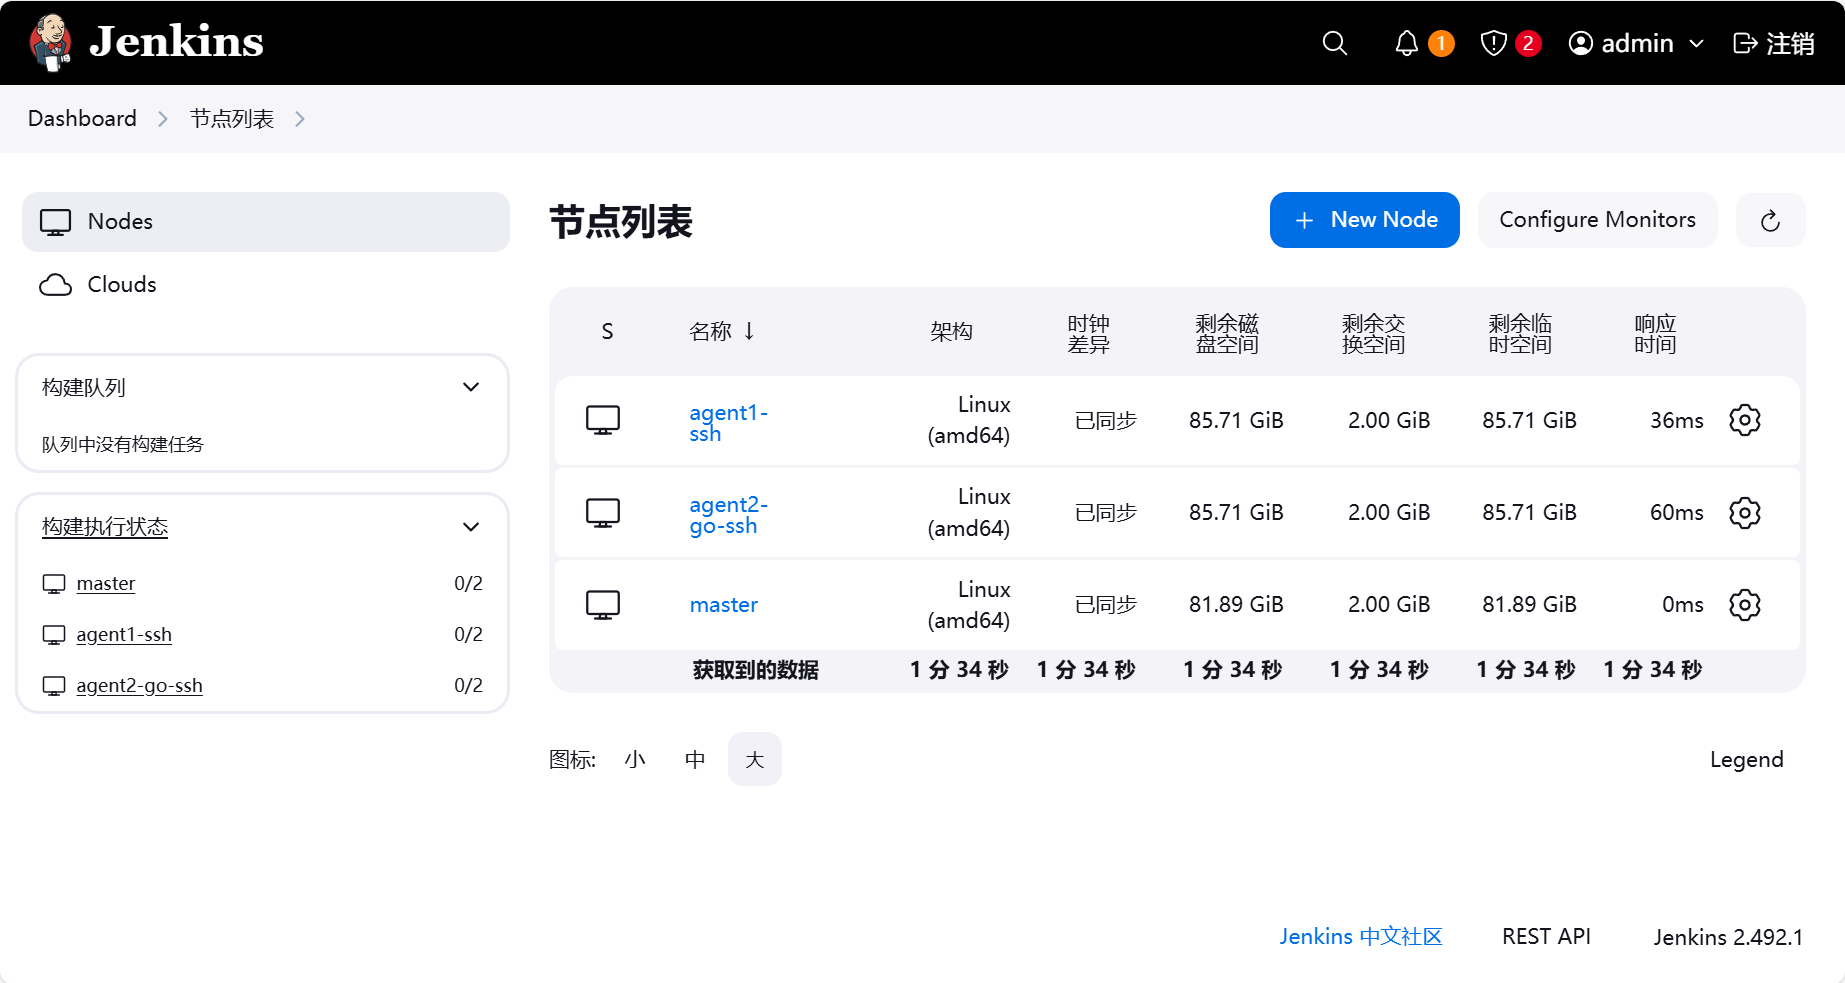 Jenkins
1
2
admin
注销
Dashboard
节点列表
Nodes
Clouds
构建队列
队列中没有构建任务
构建执行状态
master 0/2
agent1-ssh 0/2
agent2-go-ssh 0/2
节点列表
New Node
Configure Monitors
S
名称 ↓
架构
时钟
差异
剩余磁
盘空间
剩余交
换空间
剩余临
时空间
响应
时间
agent1-
ssh
Linux
(amd64)
已同步
85.71 GiB
2.00 GiB
85.71 GiB
36ms
agent2-
go-ssh
Linux
(amd64)
已同步
85.71 GiB
2.00 GiB
85.71 GiB
60ms
master
Linux
(amd64)
已同步
81.89 GiB
2.00 GiB
81.89 GiB
0ms
获取到的数据 1 分 34 秒 1 分 34 秒 1 分 34 秒 1 分 34 秒 1 分 34 秒 1 分 34 秒
图标: 小 中 大
Legend
Jenkins 中文社区
REST API
Jenkins 2.492.1